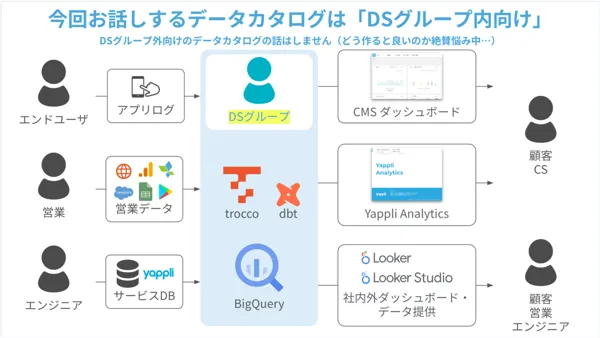 今回お話しするデータカタログは「DSグループ内向け」
DSグループ外向けのデータカタログの話はしません（どう作ると良いのか絶賛悩み中…）
エンドユーザ
アプリログ
DSグループ
CMS ダッシュボード
顧客
CS
営業
営業データ
trocco
dbt
Yappli
Analytics
Yappli Analytics
エンジニア
yappli
サービスDB
BigQuery
Looker
Looker Studio
社内外ダッシュボード・
データ提供
顧客
営業
エンジニア